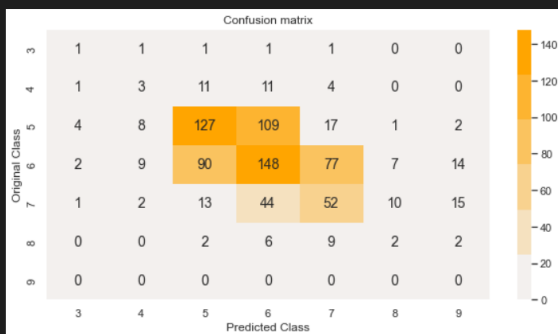 Confusion matrix
3 1 1 1 1 1 0 0
4 1 3 11 11 4 0 0
5 4 8 127 109 17 1 2
6 2 9 90 148 77 7 14
7 1 2 13 44 52 10 15
8 0 0 2 6 9 2 2
9 0 0 0 0 0 0 0
3 4 5 6 7 8 9
Predicted Class
Original Class
140
120
100
80
60
40
20
0